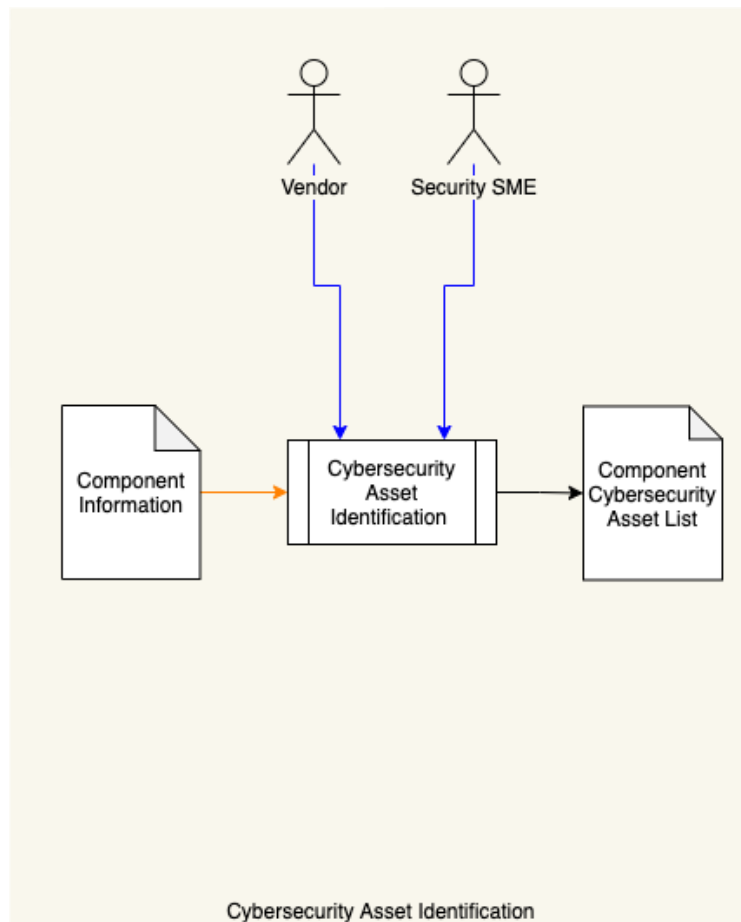 Vendor
Security SME
Component
Information
Cybersecurity
Asset
Identification
Component
Cybersecurity
Asset List
Cybersecurity Asset Identification